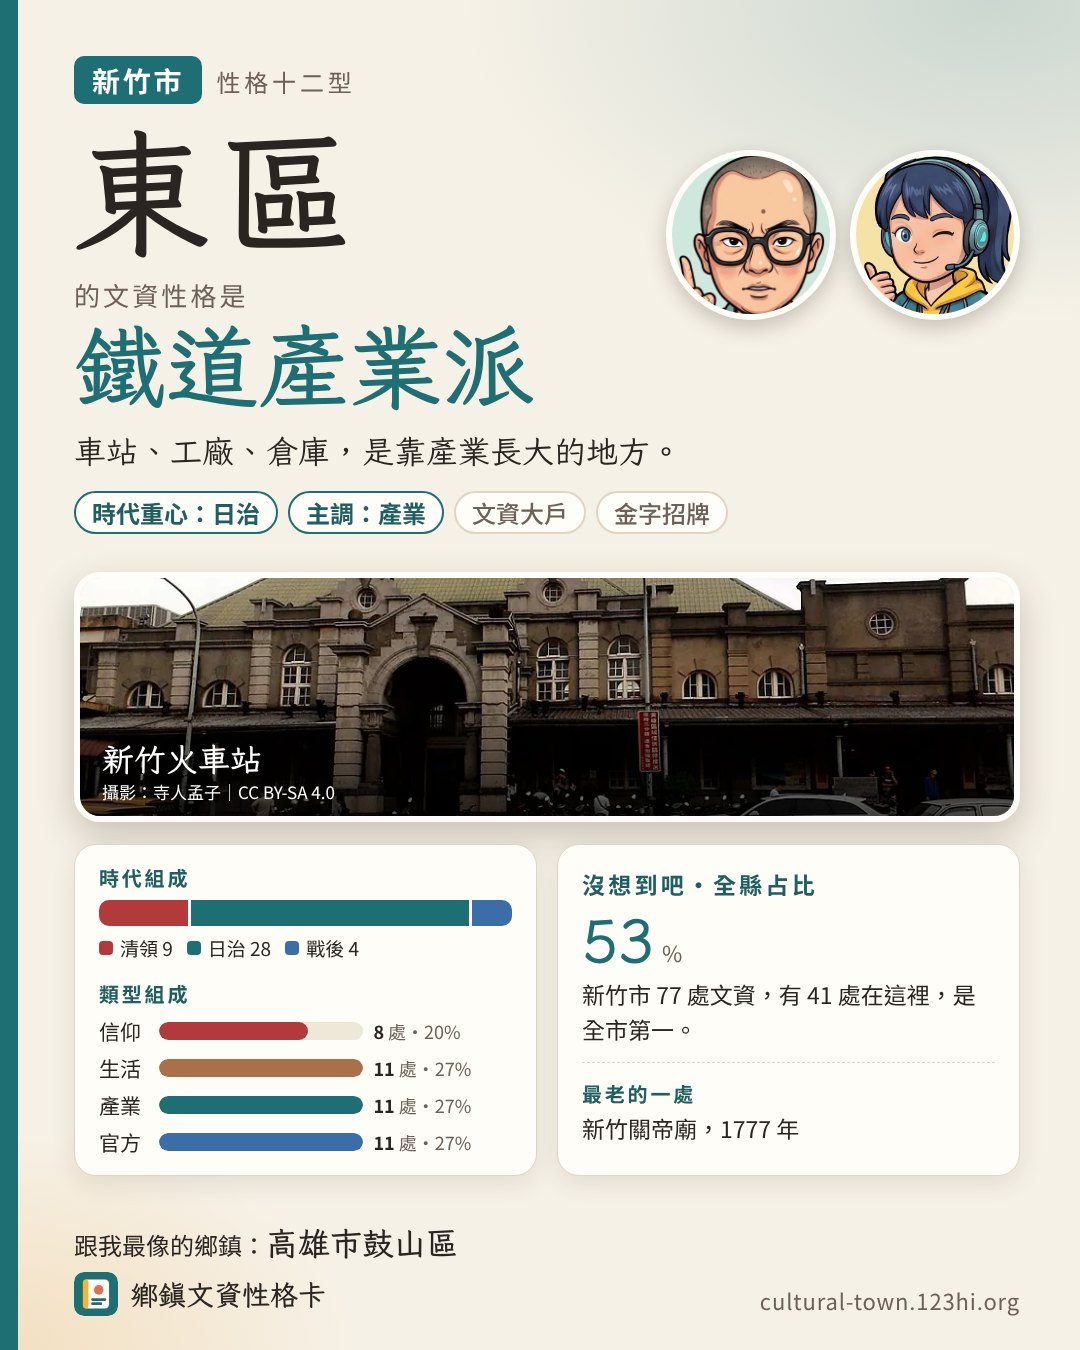 新竹市 性格十二型
東區
的文資性格是
鐵道產業派
車站、工廠、倉庫，是靠產業長大的地方。
時代重心：日治 主調：產業 文資大戶 金字招牌
新竹火車站
攝影：寺人孟子｜CC BY-SA 4.0
時代組成
清領 9 日治 28 戰後 4
類型組成
信仰 8 處・20%
生活 11 處・27%
產業 11 處・27%
官方 11 處・27%
沒想到吧・全縣占比
53 %
新竹市 77 處文資，有 41 處在這裡，是
全市第一。
最老的一處
新竹關帝廟，1777 年
跟我最像的鄉鎮：高雄市鼓山區
鄉鎮文資性格卡
cultural-town.123hi.org